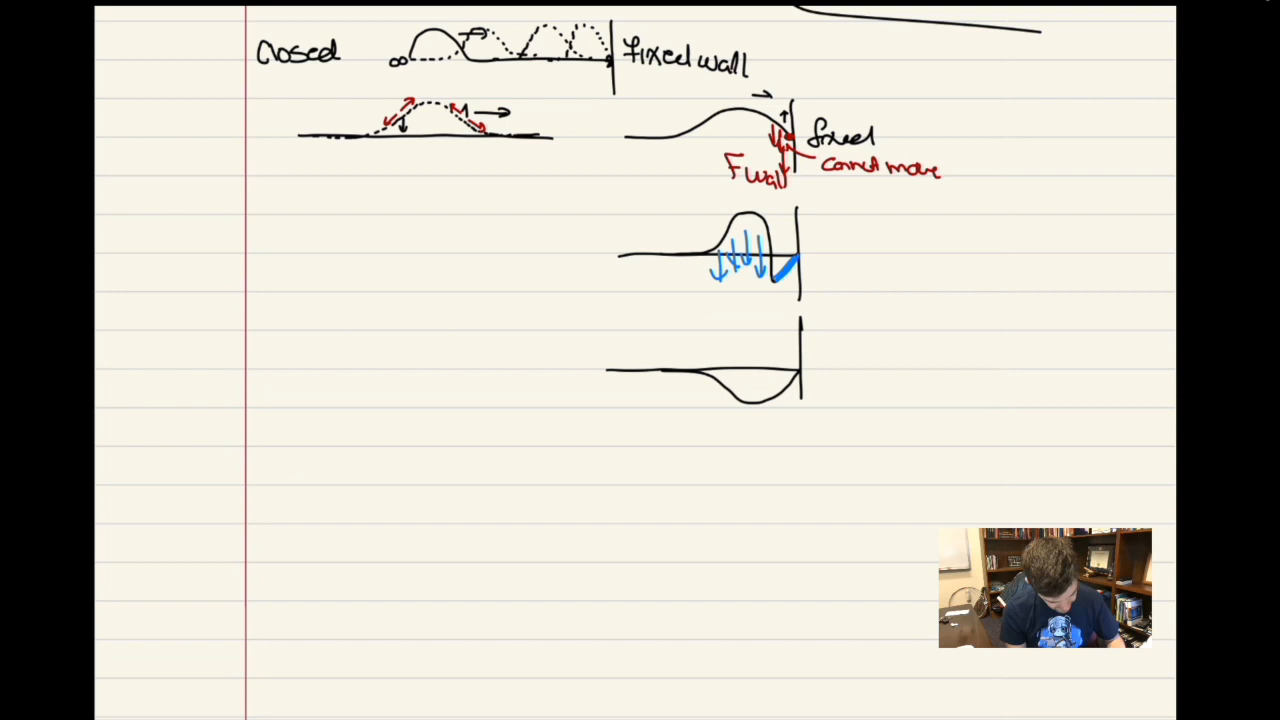 Closed
fixed wall
fixed
cannot move
Fwall